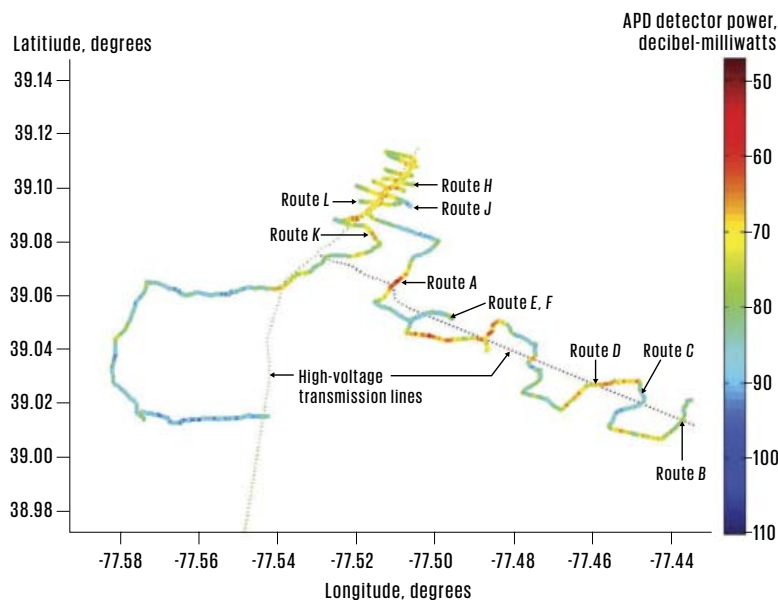 APD detector power,
decibel-milliwatts
Latitiude, degrees
39.14
39.12
39.10
39.08
39.06
39.04
39.02
39.00
38.98
50
60
70
80
90
100
110
Route H
Route L
Route J
Route K
Route A
Route E, F
Route D
Route C
High-voltage
transmission lines
Route B
-77.58
-77.56
-77.54
-77.52
-77.50
-77.48
-77.46
-77.44
Longitude, degrees